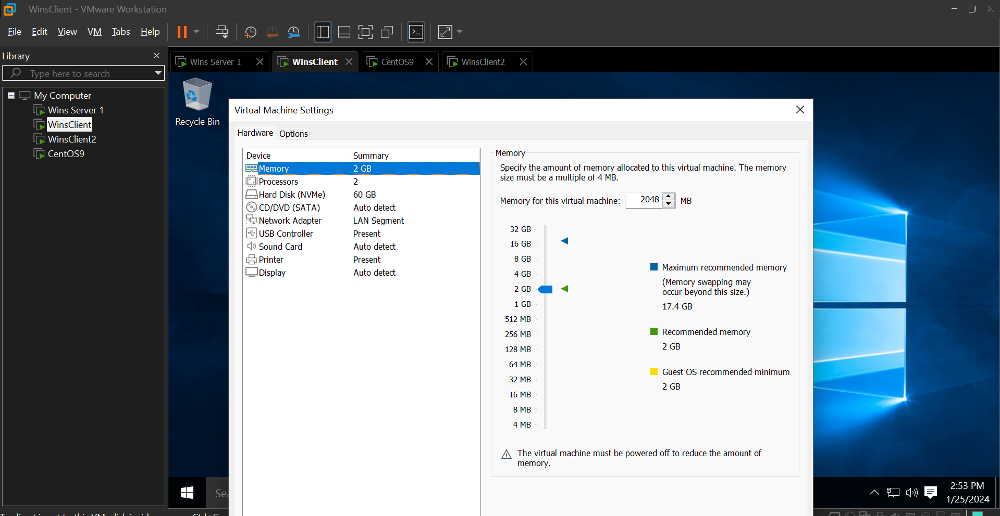 WinsClient - VMware Workstation
File Edit View VM Tabs Help
Library
Type here to search
My Computer
Wins Server 1
WinsClient
WinsClient2
CentOS9
Wins Server 1
WinsClient
CentOS9
WinsClient2
Recycle Bin
Virtual Machine Settings
Hardware Options
Device Summary
Memory 2 GB
Processors 2
Hard Disk (NVMe) 60 GB
CD/DVD (SATA) Auto detect
Network Adapter LAN Segment
USB Controller Present
Sound Card Auto detect
Printer Present
Display Auto detect
Memory
Specify the amount of memory allocated to this virtual machine. The memory
size must be a multiple of 4 MB.
Memory for this virtual machine: 2048 MB
32 GB
16 GB
8 GB
4 GB
2 GB
1 GB
512 MB
256 MB
128 MB
64 MB
32 MB
16 MB
8 MB
4 MB
Maximum recommended memory
(Memory swapping may
occur beyond this size.)
17.4 GB
Recommended memory
2 GB
Guest OS recommended minimum
2 GB
The virtual machine must be powered off to reduce the amount of
memory.
Sea
2:53 PM
1/25/2024